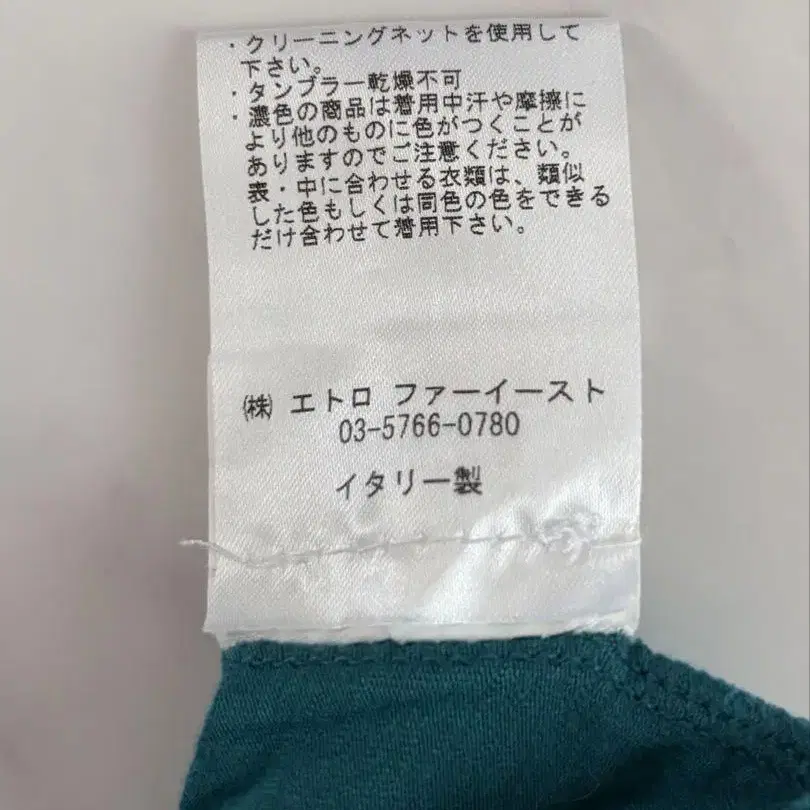 ・クリーニングネットを使用して
下さい。
・タンブラー乾燥不可
・濃色の商品は着用中汗や摩擦に
より他のものに色がつくことが
ありますのでご注意ください。
表・中に合わせる衣類は、類似
した色もしくは同色の色をできる
だけ合わせて着用下さい。
㈱ エトロ ファーイースト
03-5766-0780
イタリー製